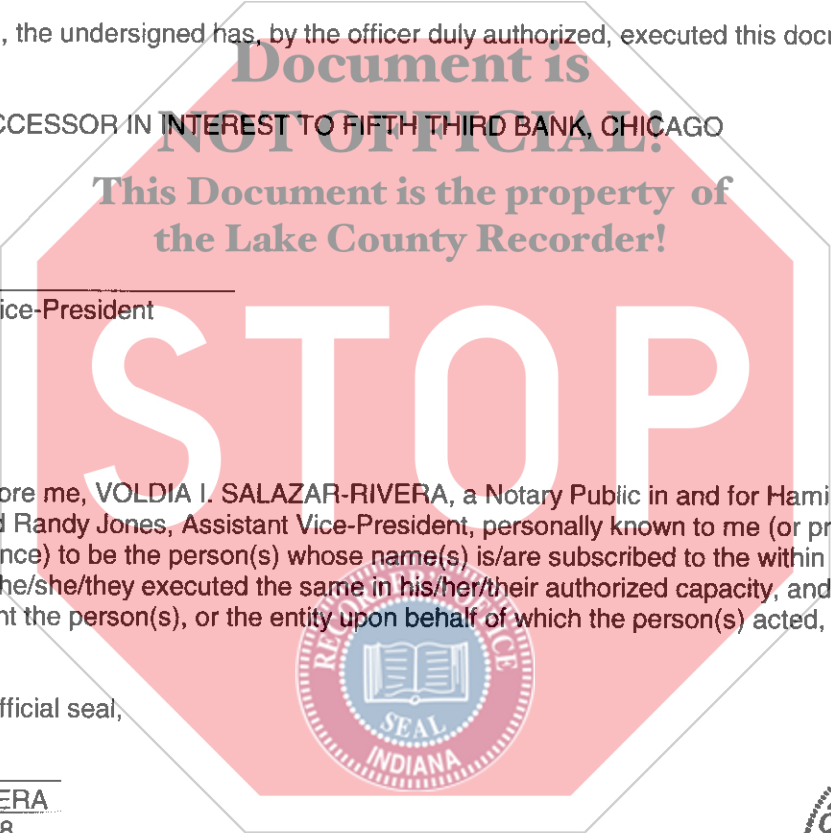 , the undersigned has, by the officer duly authorized, executed this docu
Document is
CCESSOR IN INTEREST TO FIFTH THIRD BANK, CHICAGO
NOT OFFICIAL!
This Document is the property of
the Lake County Recorder!
ice-President
STOP
ore me, VOLDIA I. SALAZAR-RIVERA, a Notary Public in and for Hami
d Randy Jones, Assistant Vice-President, personally known to me (or pr
nce) to be the person(s) whose name(s) is/are subscribed to the within
he/she/they executed the same in his/her/their authorized capacity, and
nt the person(s), or the entity upon behalf of which the person(s) acted,
RECORDER'S OFFICE
SEAL
INDIANA
fficial seal,
ERA
8